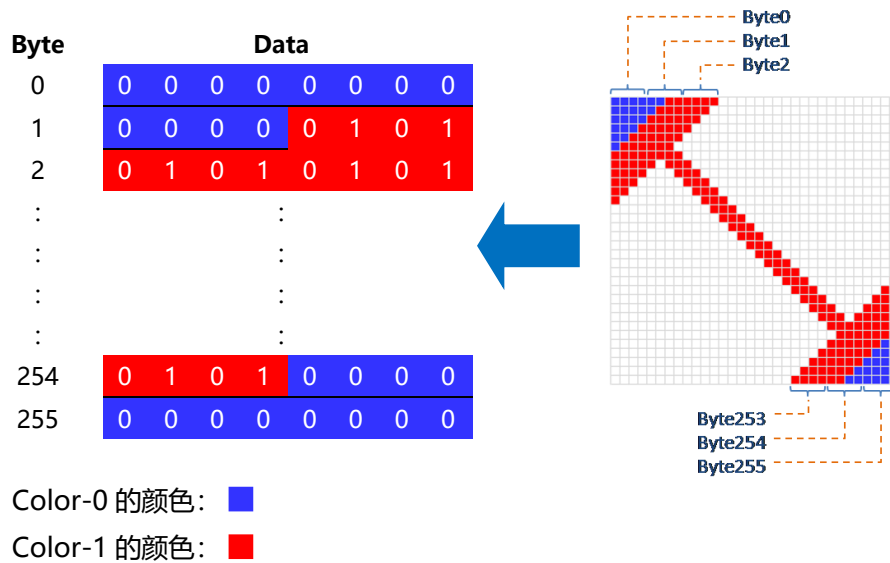 Byte Data
0 0 0 0 0 0 0 0 0
1 0 0 0 0 0 1 0 1
2 0 1 0 1 0 1 0 1
: :
: :
: :
: :
254 0 1 0 1 0 0 0 0
255 0 0 0 0 0 0 0 0
Color-0 的颜色：
Color-1 的颜色：
Byte0
Byte1
Byte2
Byte253
Byte254
Byte255